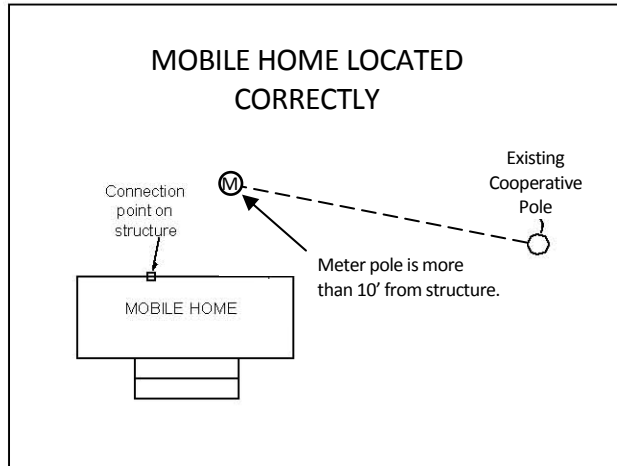 MOBILE HOME LOCATED
CORRECTLY
Existing
Cooperative
Pole
M
Connection
point on
structure
Meter pole is more
than 10’ from structure.
MOBILE HOME